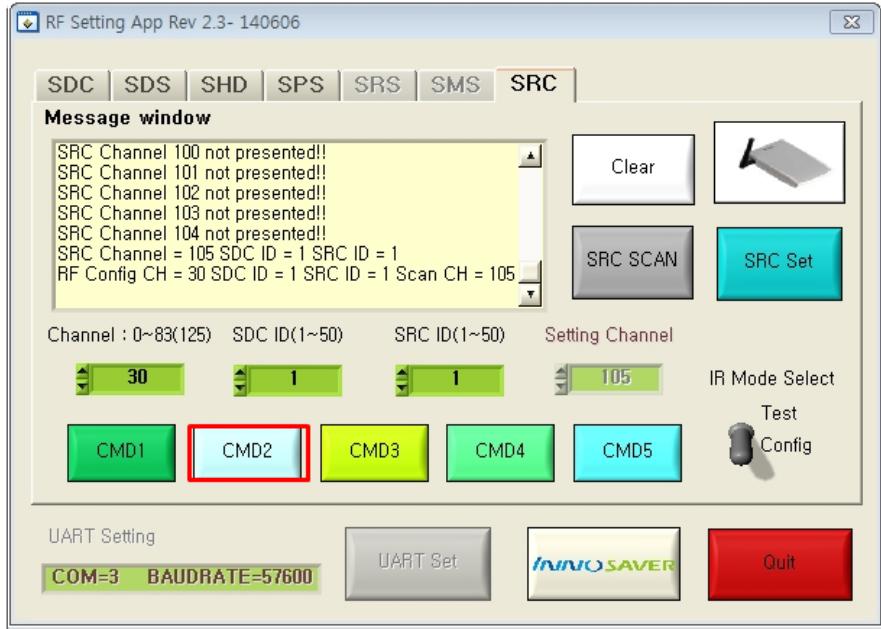 RF Setting App Rev 2.3- 140606
SDC SDS SHD SPS SRS SMS SRC
Message window
SRC Channel 100 not presented!!
SRC Channel 101 not presented!!
SRC Channel 102 not presented!!
SRC Channel 103 not presented!!
SRC Channel 104 not presented!!
SRC Channel = 105 SDC ID = 1 SRC ID = 1
RF Config CH = 30 SDC ID = 1 SRC ID = 1 Scan CH = 105
Clear
SRC SCAN
SRC Set
Channel : 0~83(125) SDC ID(1~50) SRC ID(1~50) Setting Channel
30 1 1 105
IR Mode Select
Test
Config
CMD1 CMD2 CMD3 CMD4 CMD5
UART Setting
COM=3 BAUDRATE=57600
UART Set
INNOSAVER
Quit